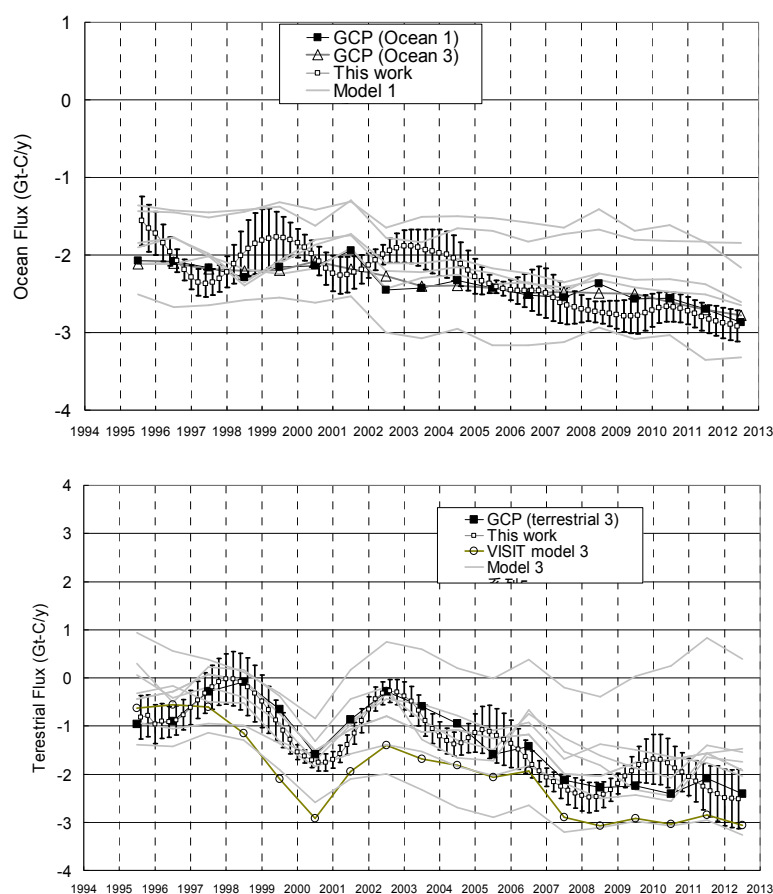 GCP (Ocean 1)
GCP (Ocean 3)
This work
Model 1
1
0
-1
-2
-3
-4
Ocean Flux (Gt-C/y)
1994 1995 1996 1997 1998 1999 2000 2001 2002 2003 2004 2005 2006 2007 2008 2009 2010 2011 2012 2013
GCP (terrestrial 3)
This work
VISIT model 3
Model 3
4
3
2
1
0
-1
-2
-3
-4
Terestrial Flux (Gt-C/y)
1994 1995 1996 1997 1998 1999 2000 2001 2002 2003 2004 2005 2006 2007 2008 2009 2010 2011 2012 2013